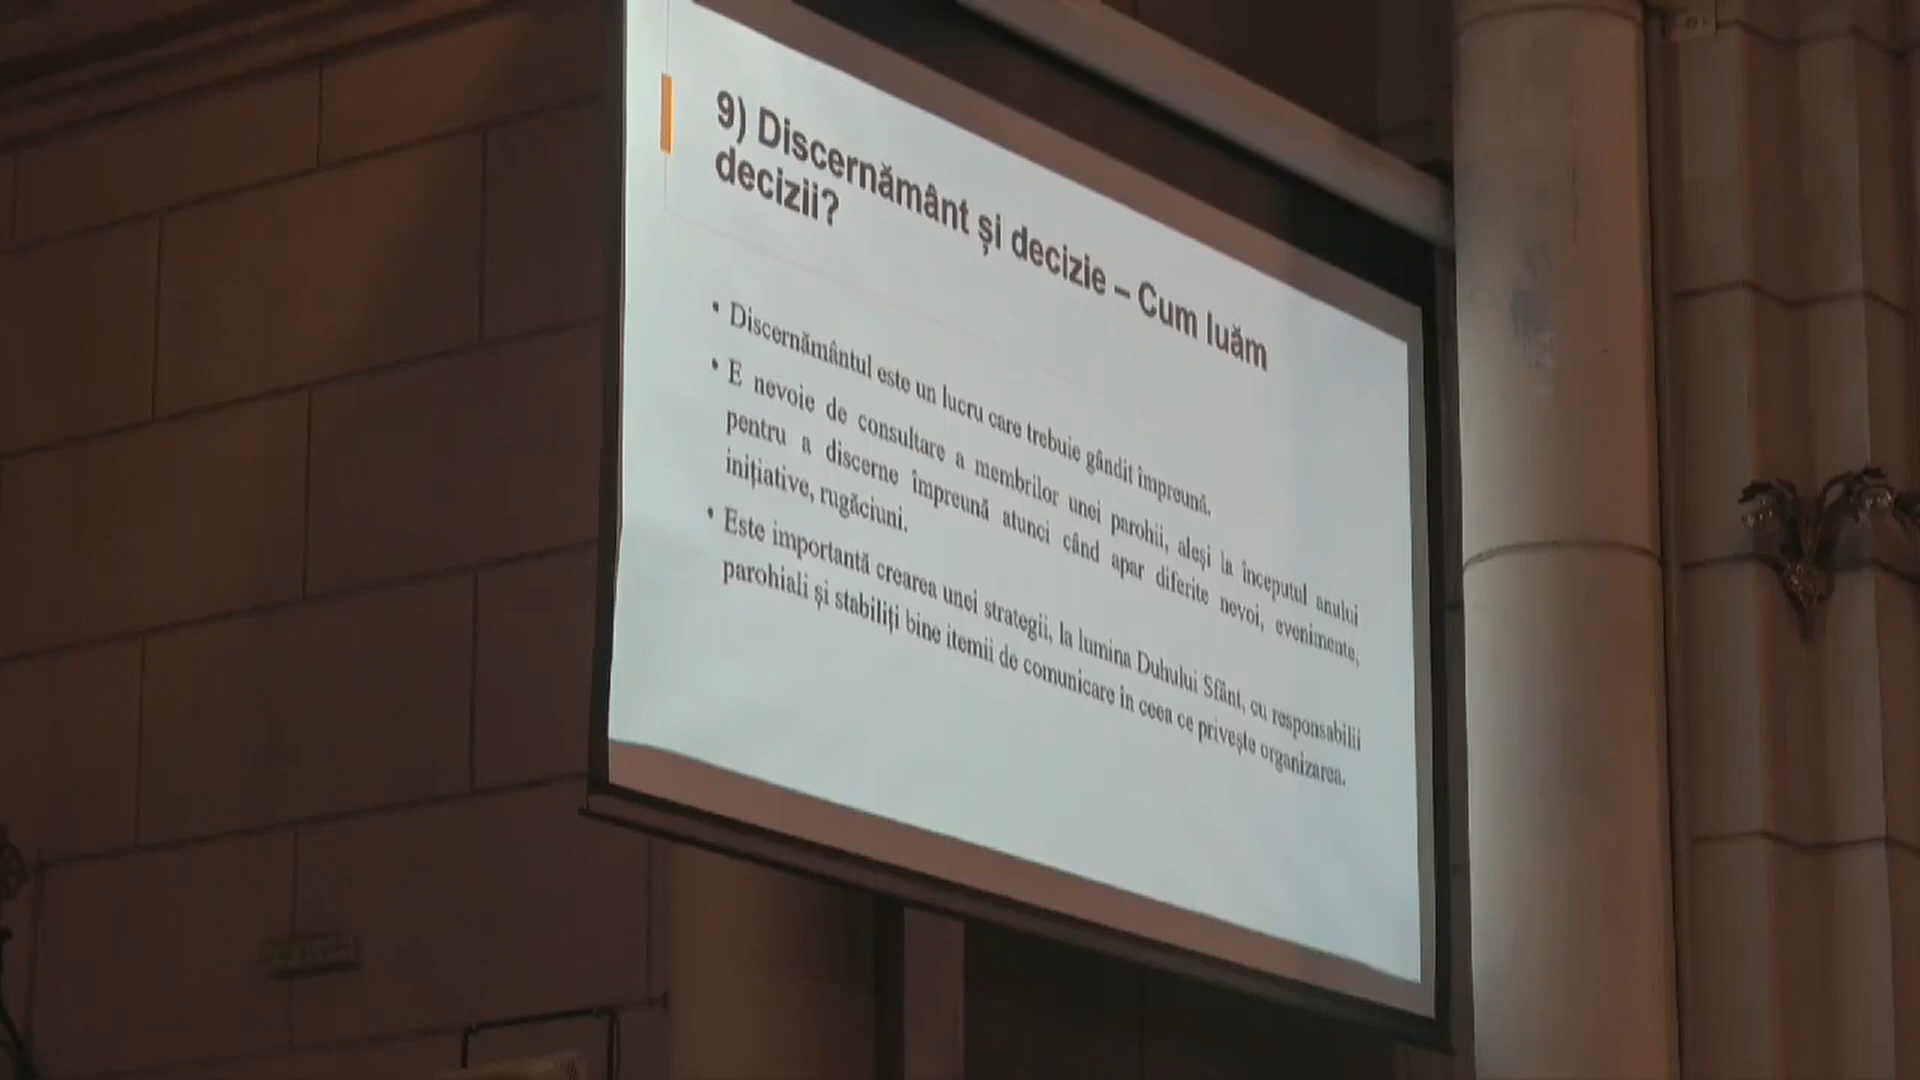 9) Discernământ și decizie – Cum luăm
decizii?
• Discernământul este un lucru care trebuie gândit împreună.
• E nevoie de consultare a membrilor unei parohii, aleși la începutul anului
pentru a discerne împreună atunci când apar diferite nevoi, evenimente,
inițiative, rugăciuni.
• Este importantă crearea unei strategii, la lumina Duhului Sfânt, cu responsabilii
parohiali și stabiliți bine itemii de comunicare în ceea ce privește organizarea.